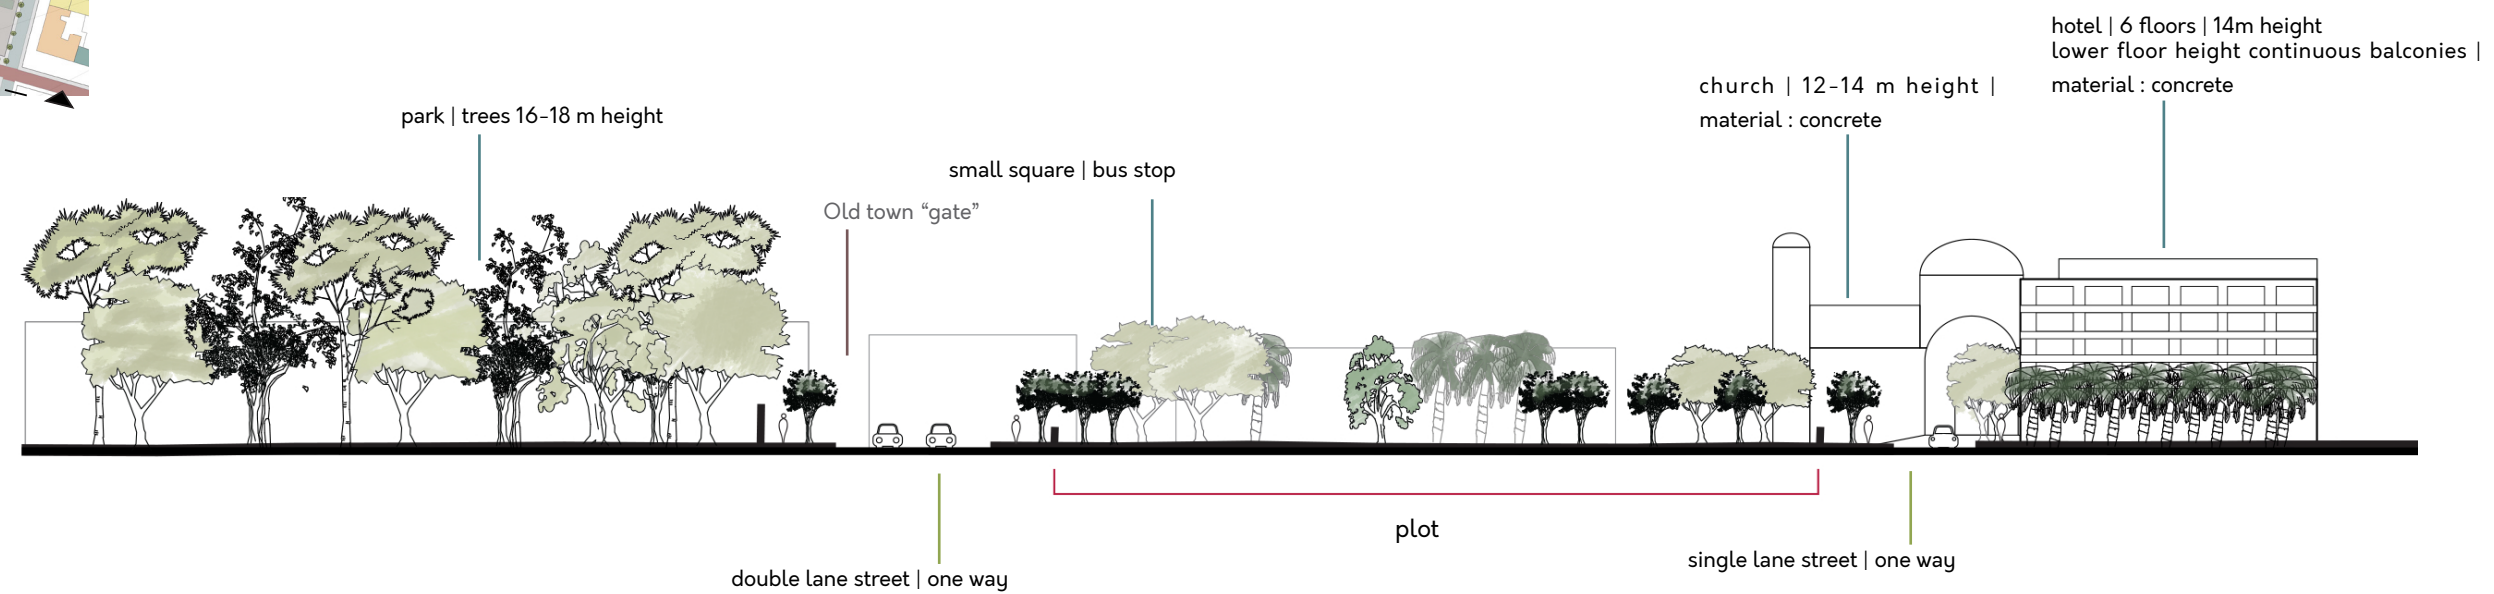 hotel | 6 floors | 14m height
lower floor height continuous balconies |
material : concrete
church | 12-14 m height |
material : concrete
park | trees 16-18 m height
small square | bus stop
Old town “gate”
plot
single lane street | one way
double lane street | one way